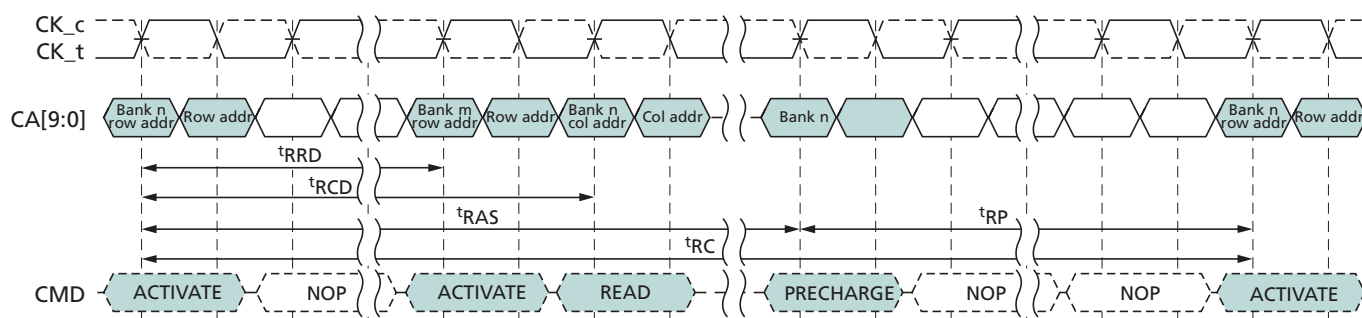 CK_c
CK_t
CA[9:0]
Bank n row addr
Row addr
Bank m row addr
Row addr
Bank n col addr
Col addr
Bank n
Bank n row addr
Row addr
tRRD
tRCD
tRAS
tRP
tRC
CMD
ACTIVATE
NOP
ACTIVATE
READ
PRECHARGE
NOP
NOP
ACTIVATE